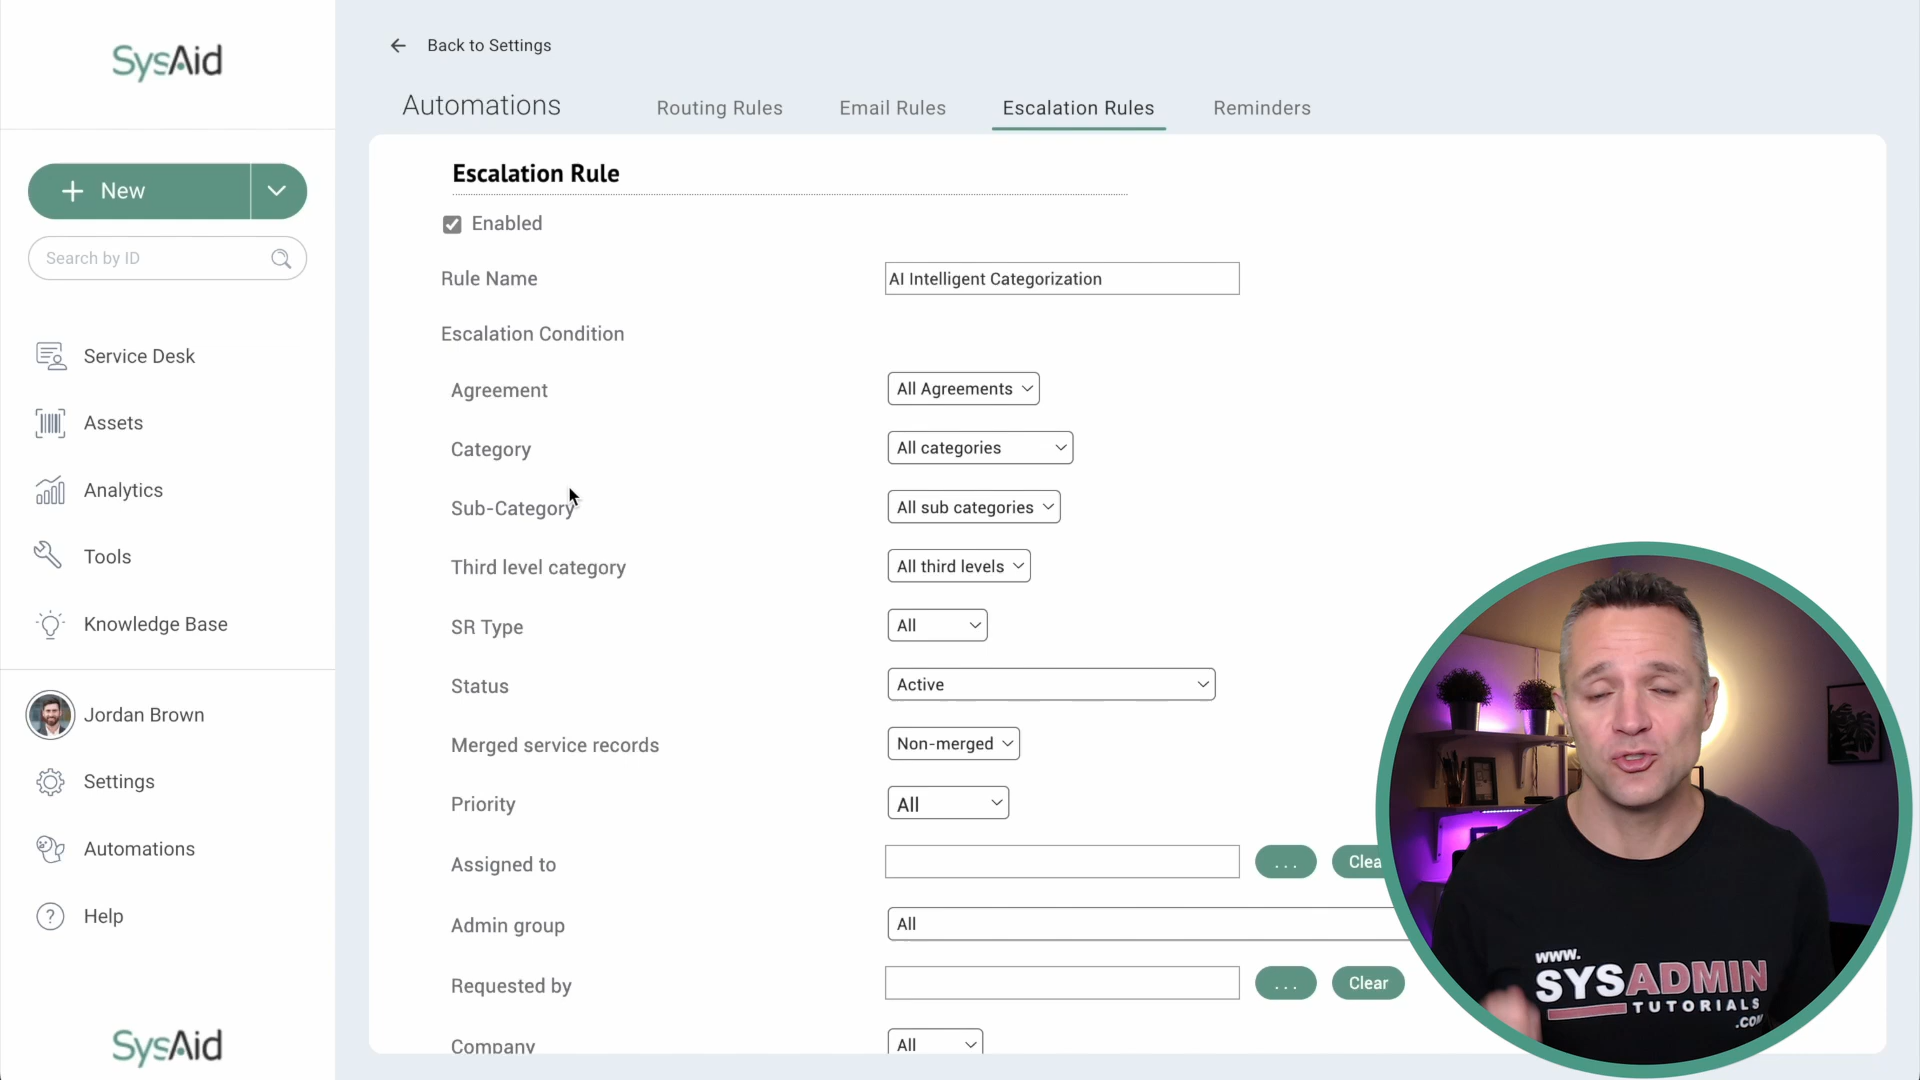 SysAid
New
Search by ID
Service Desk
Assets
Analytics
Tools
Knowledge Base
Jordan Brown
Settings
Automations
Help
SysAid
Back to Settings
Automations
Routing Rules
Email Rules
Escalation Rules
Reminders
Escalation Rule
Enabled
Rule Name
AI Intelligent Categorization
Escalation Condition
Agreement
All Agreements
Category
All categories
Sub-Category
All sub categories
Third level category
All third levels
SR Type
All
Status
Active
Merged service records
Non-merged
Priority
All
Assigned to
...
Clea
Admin group
All
Requested by
...
Clear
Company
All
WWW.
SYSADMIN
TUTORIALS
.CO